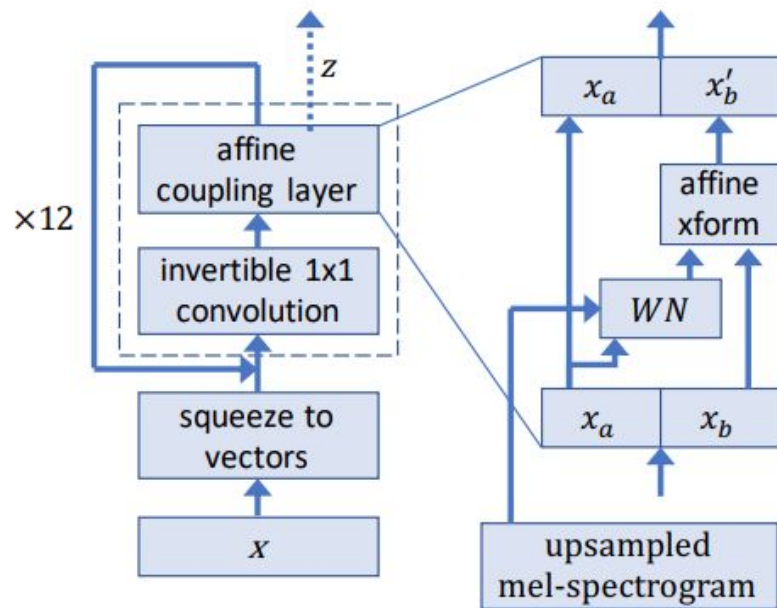 z
affine
coupling layer
×12
invertible 1x1
convolution
squeeze to
vectors
x
x_a x_b′
affine
xform
WN
x_a x_b
upsampled
mel-spectrogram